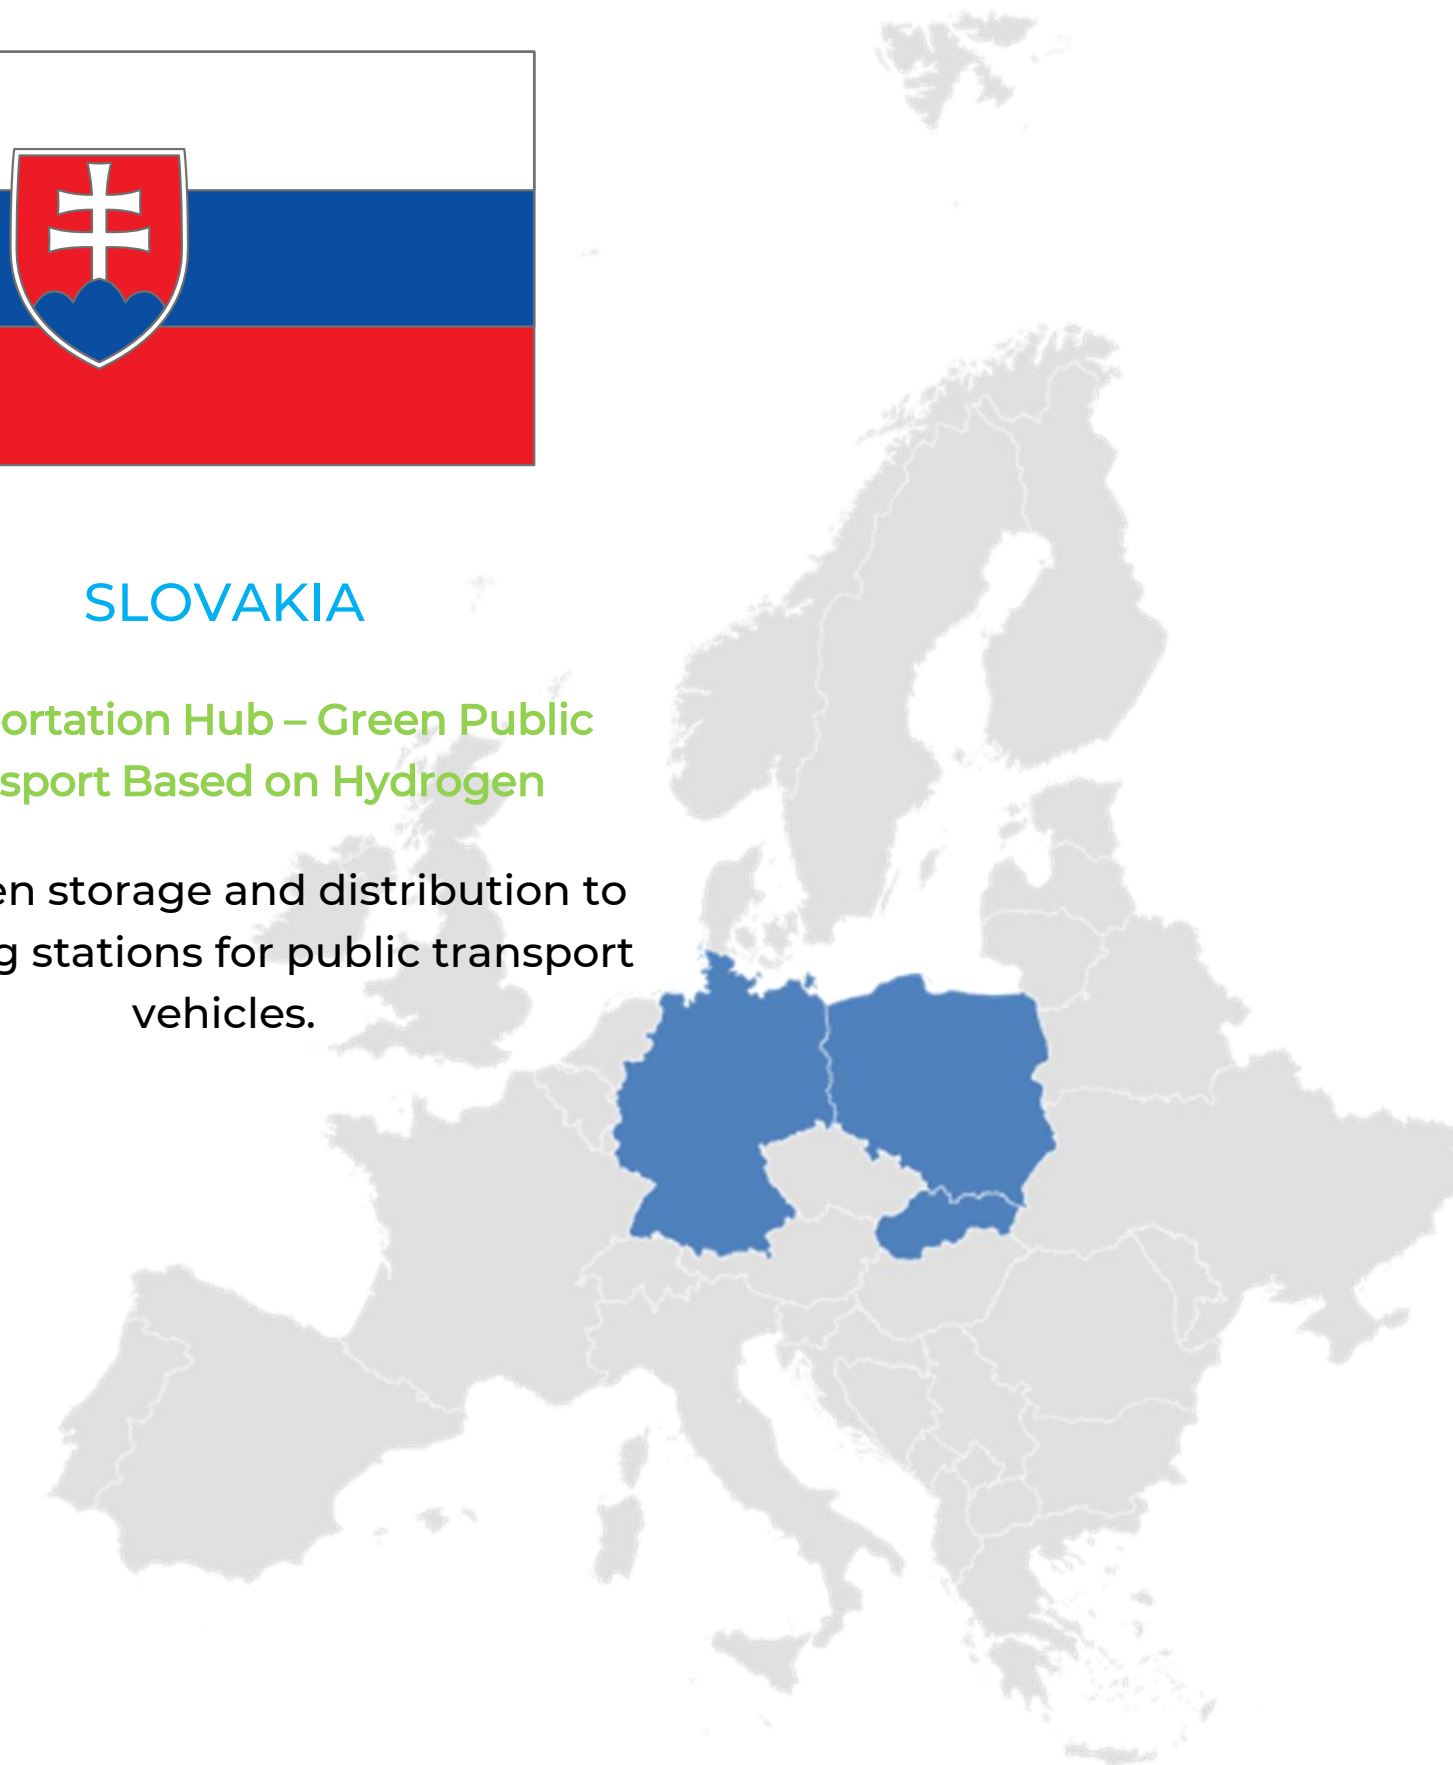 SLOVAKIA
ortation Hub – Green Public
sport Based on Hydrogen
en storage and distribution to
g stations for public transport
vehicles.